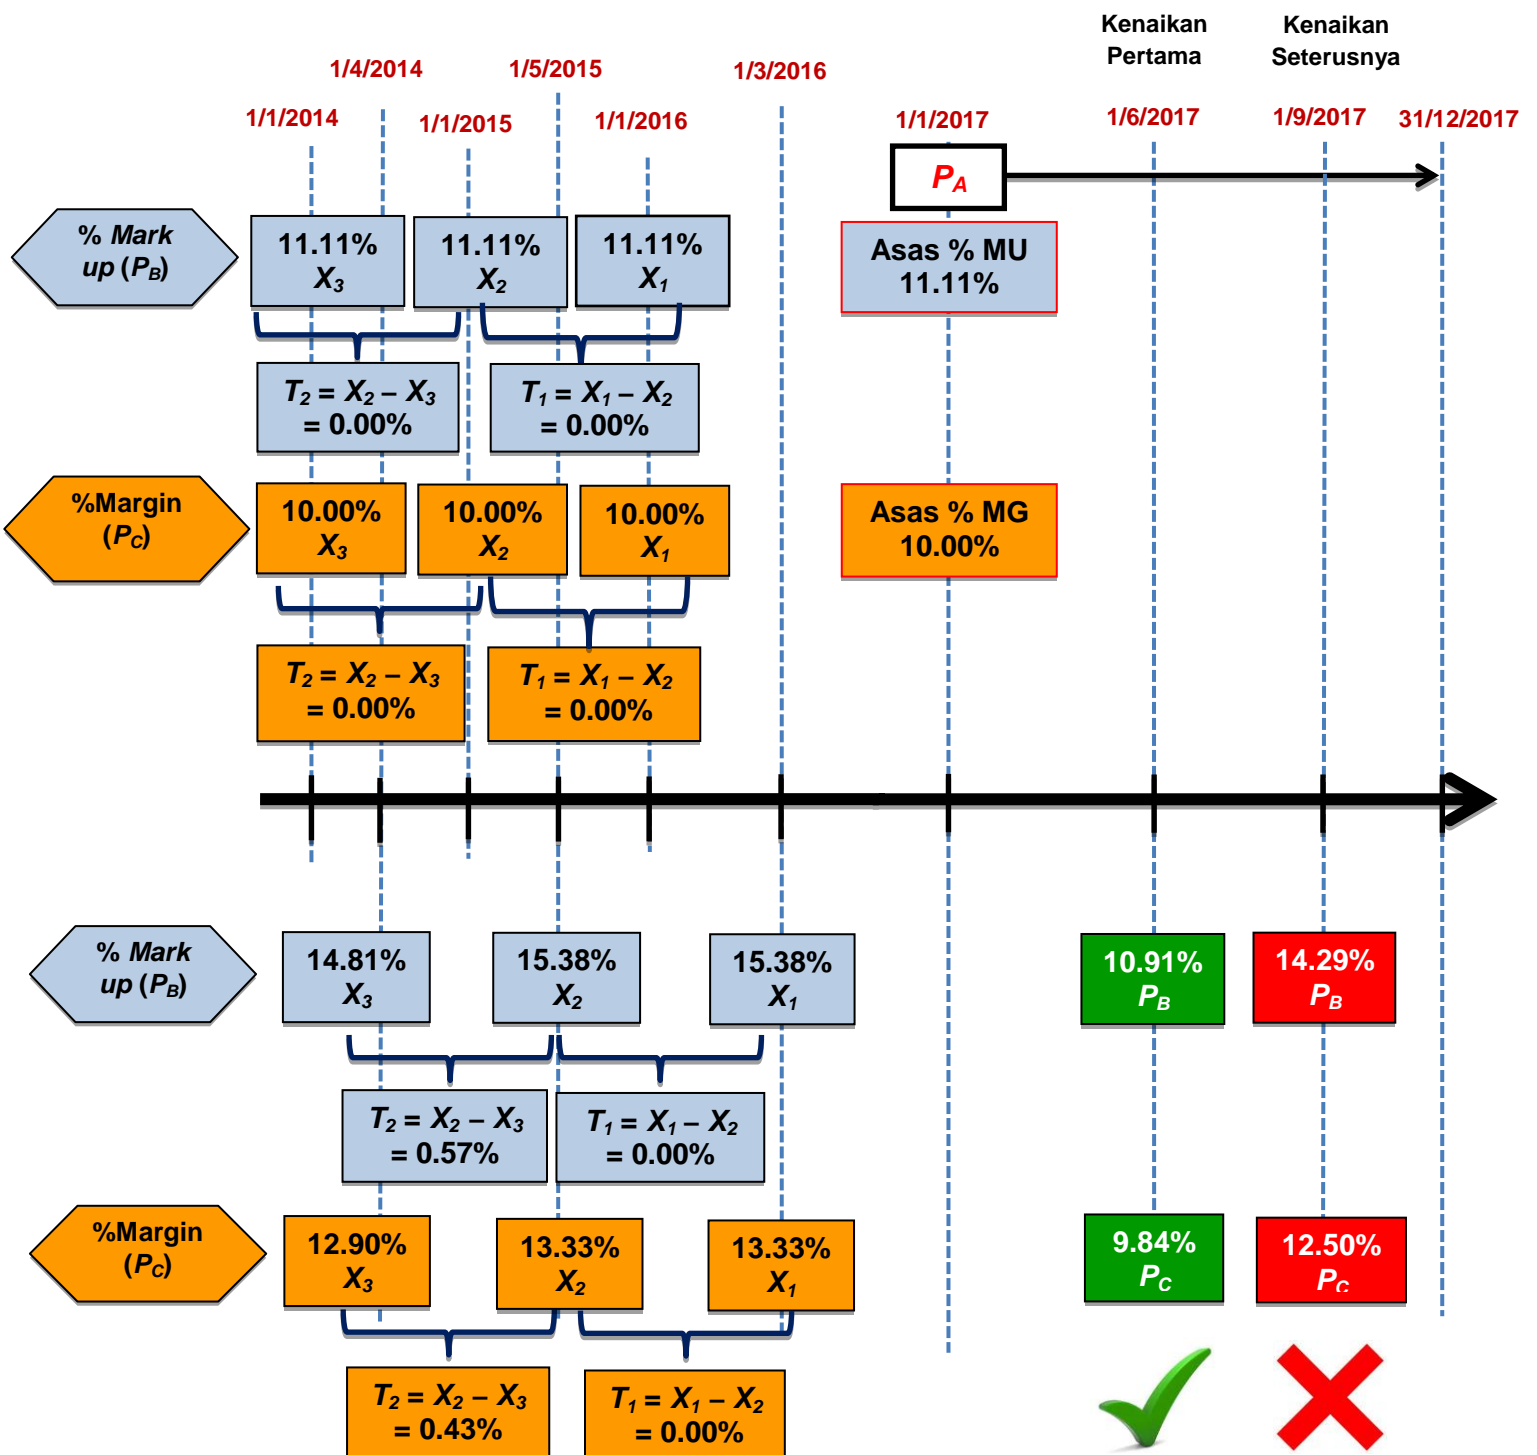 Kenaikan
Pertama
Kenaikan
Seterusnya
1/4/2014
1/5/2015
1/3/2016
1/1/2014
1/1/2015
1/1/2016
1/1/2017
1/6/2017
1/9/2017
31/12/2017
PA
% Mark
up (PB)
11.11%
X3
11.11%
X2
11.11%
X1
Asas % MU
11.11%
T2 = X2 – X3
= 0.00%
T1 = X1 – X2
= 0.00%
%Margin
(PC)
10.00%
X3
10.00%
X2
10.00%
X1
Asas % MG
10.00%
T2 = X2 – X3
= 0.00%
T1 = X1 – X2
= 0.00%
% Mark
up (PB)
14.81%
X3
15.38%
X2
15.38%
X1
10.91%
PB
14.29%
PB
T2 = X2 – X3
= 0.57%
T1 = X1 – X2
= 0.00%
%Margin
(PC)
12.90%
X3
13.33%
X2
13.33%
X1
9.84%
PC
12.50%
PC
T2 = X2 – X3
= 0.43%
T1 = X1 – X2
= 0.00%